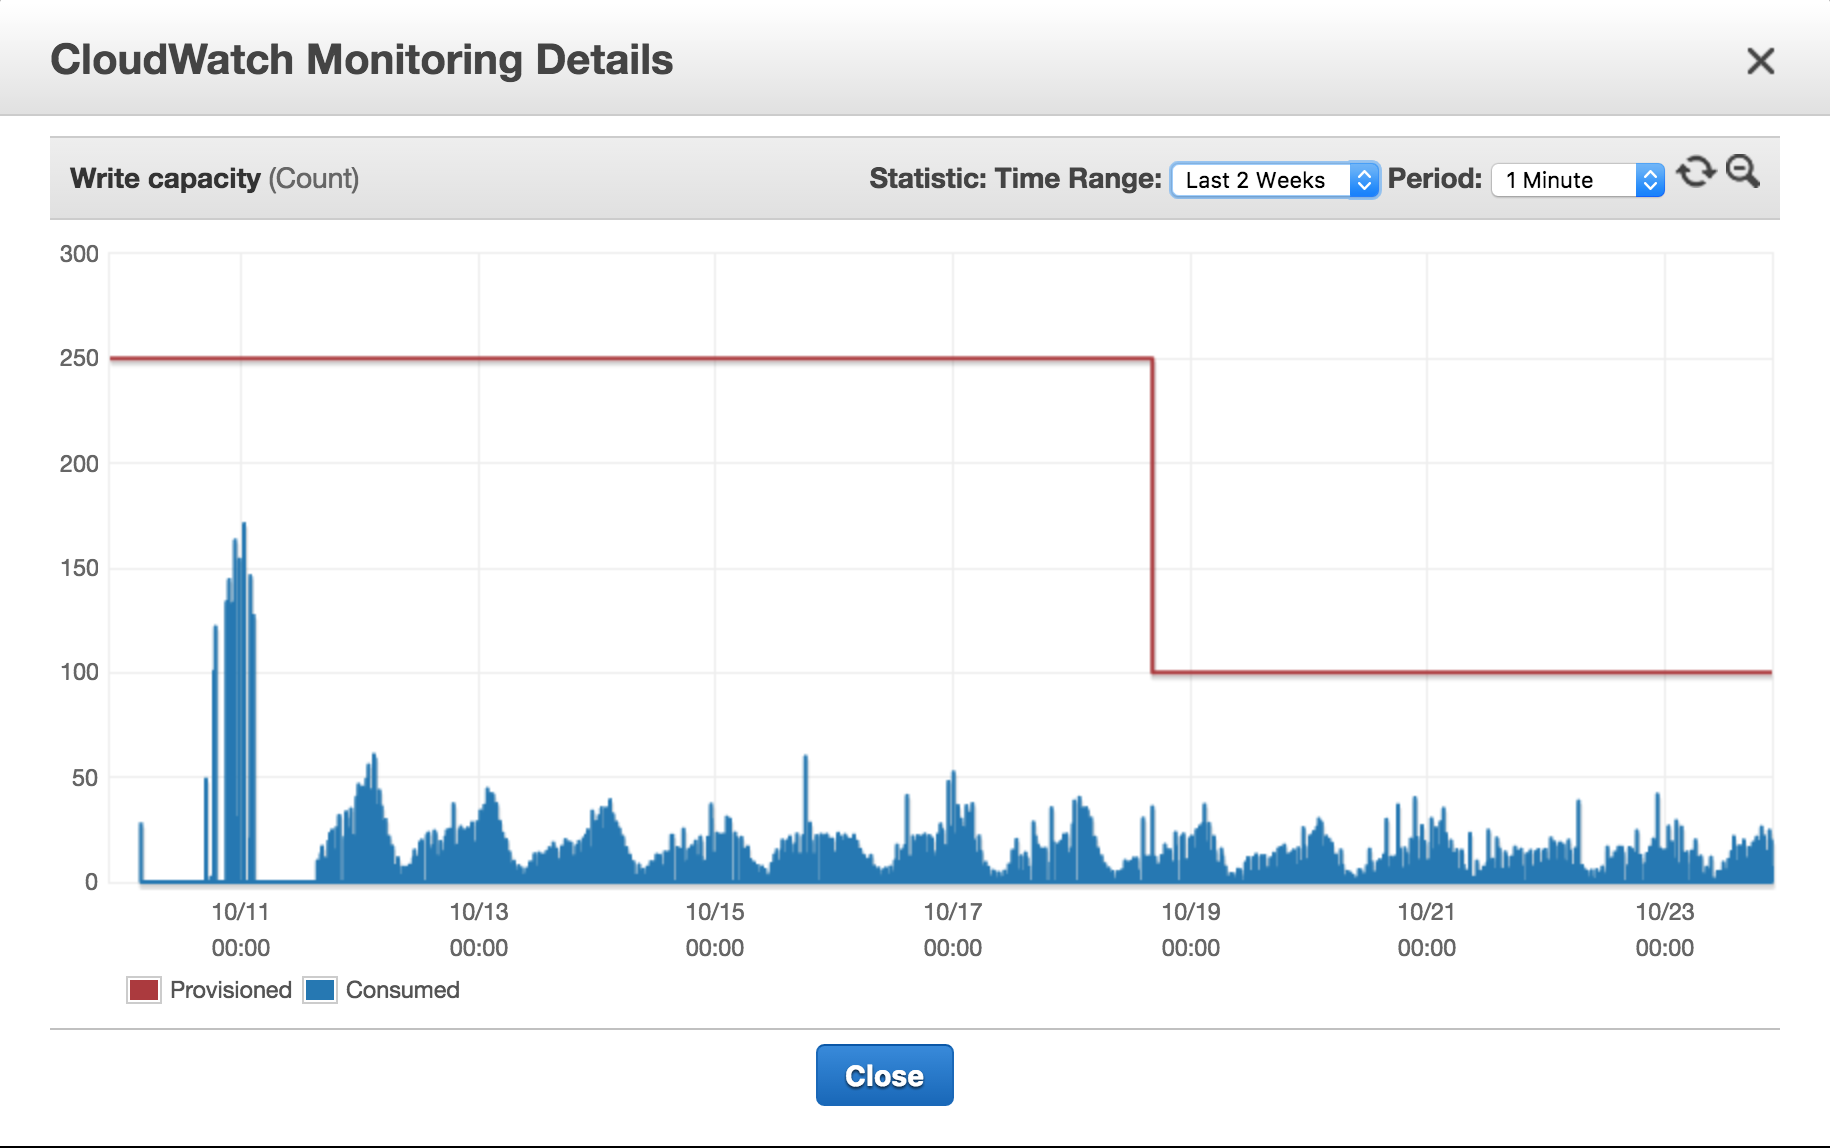 CloudWatch Monitoring Details
Write capacity (Count)
Statistic: Time Range: Last 2 Weeks Period: 1 Minute
300
250
200
150
100
50
0
10/11 10/13 10/15 10/17 10/19 10/21 10/23
00:00 00:00 00:00 00:00 00:00 00:00 00:00
Provisioned Consumed
Close